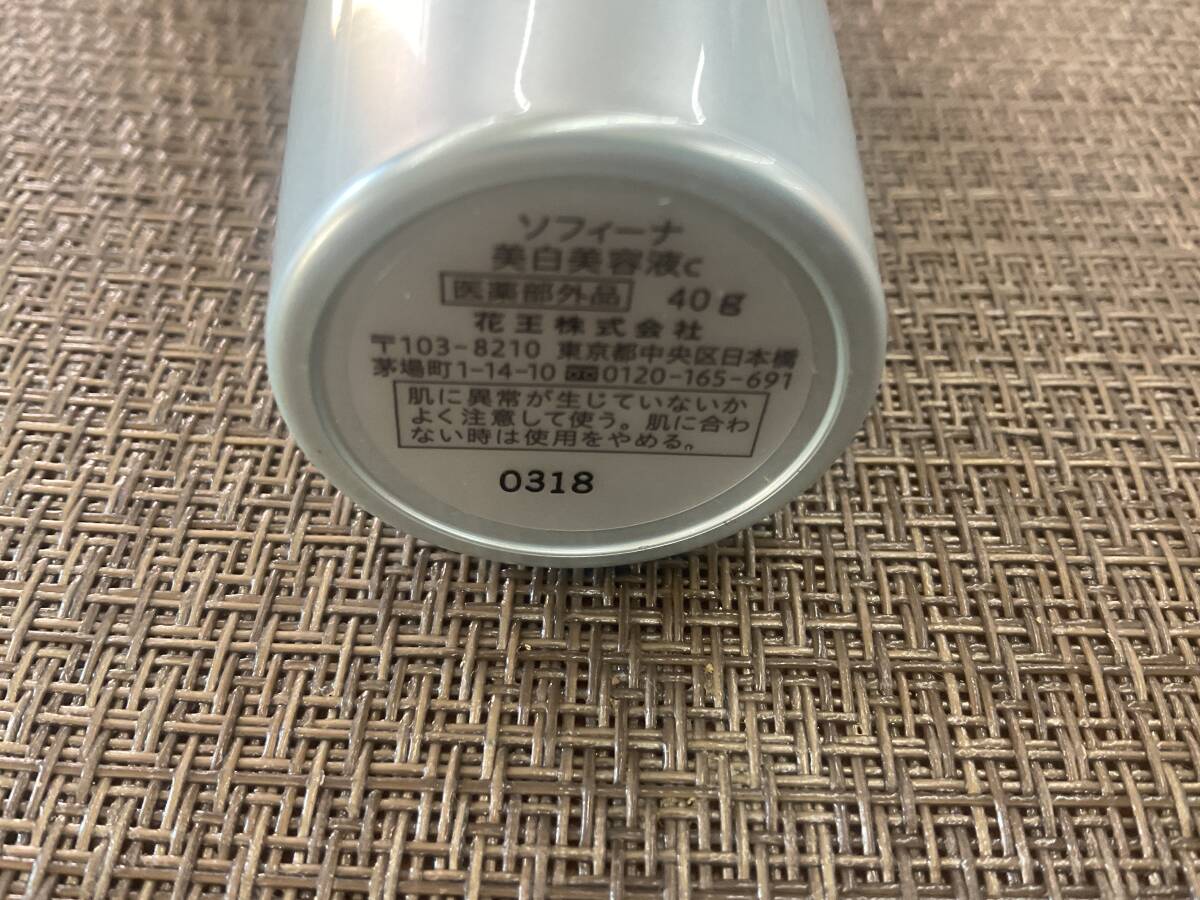 ソフィーナ
美白美容液c
医薬部外品 40g
花王株式会社
〒103-8210 東京都中央区日本橋
茅場町1-14-10 0120-165-691
肌に異常が生じていないか
よく注意して使う。肌に合わ
ない時は使用をやめる。
0318